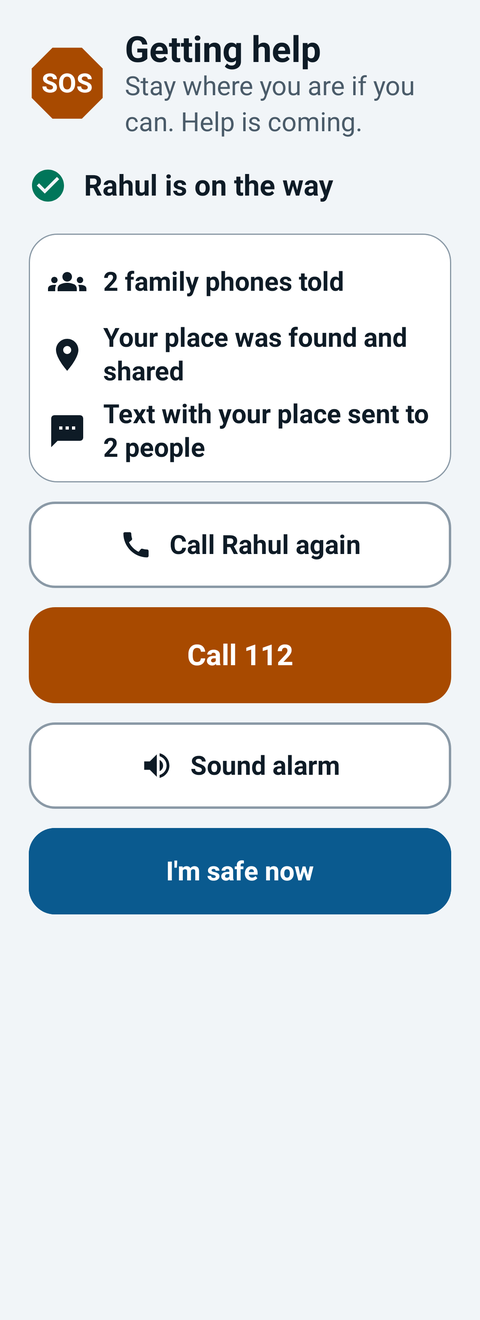 SOS
Getting help
Stay where you are if you
can. Help is coming.
Rahul is on the way
2 family phones told
Your place was found and
shared
Text with your place sent to
2 people
Call Rahul again
Call 112
Sound alarm
I'm safe now